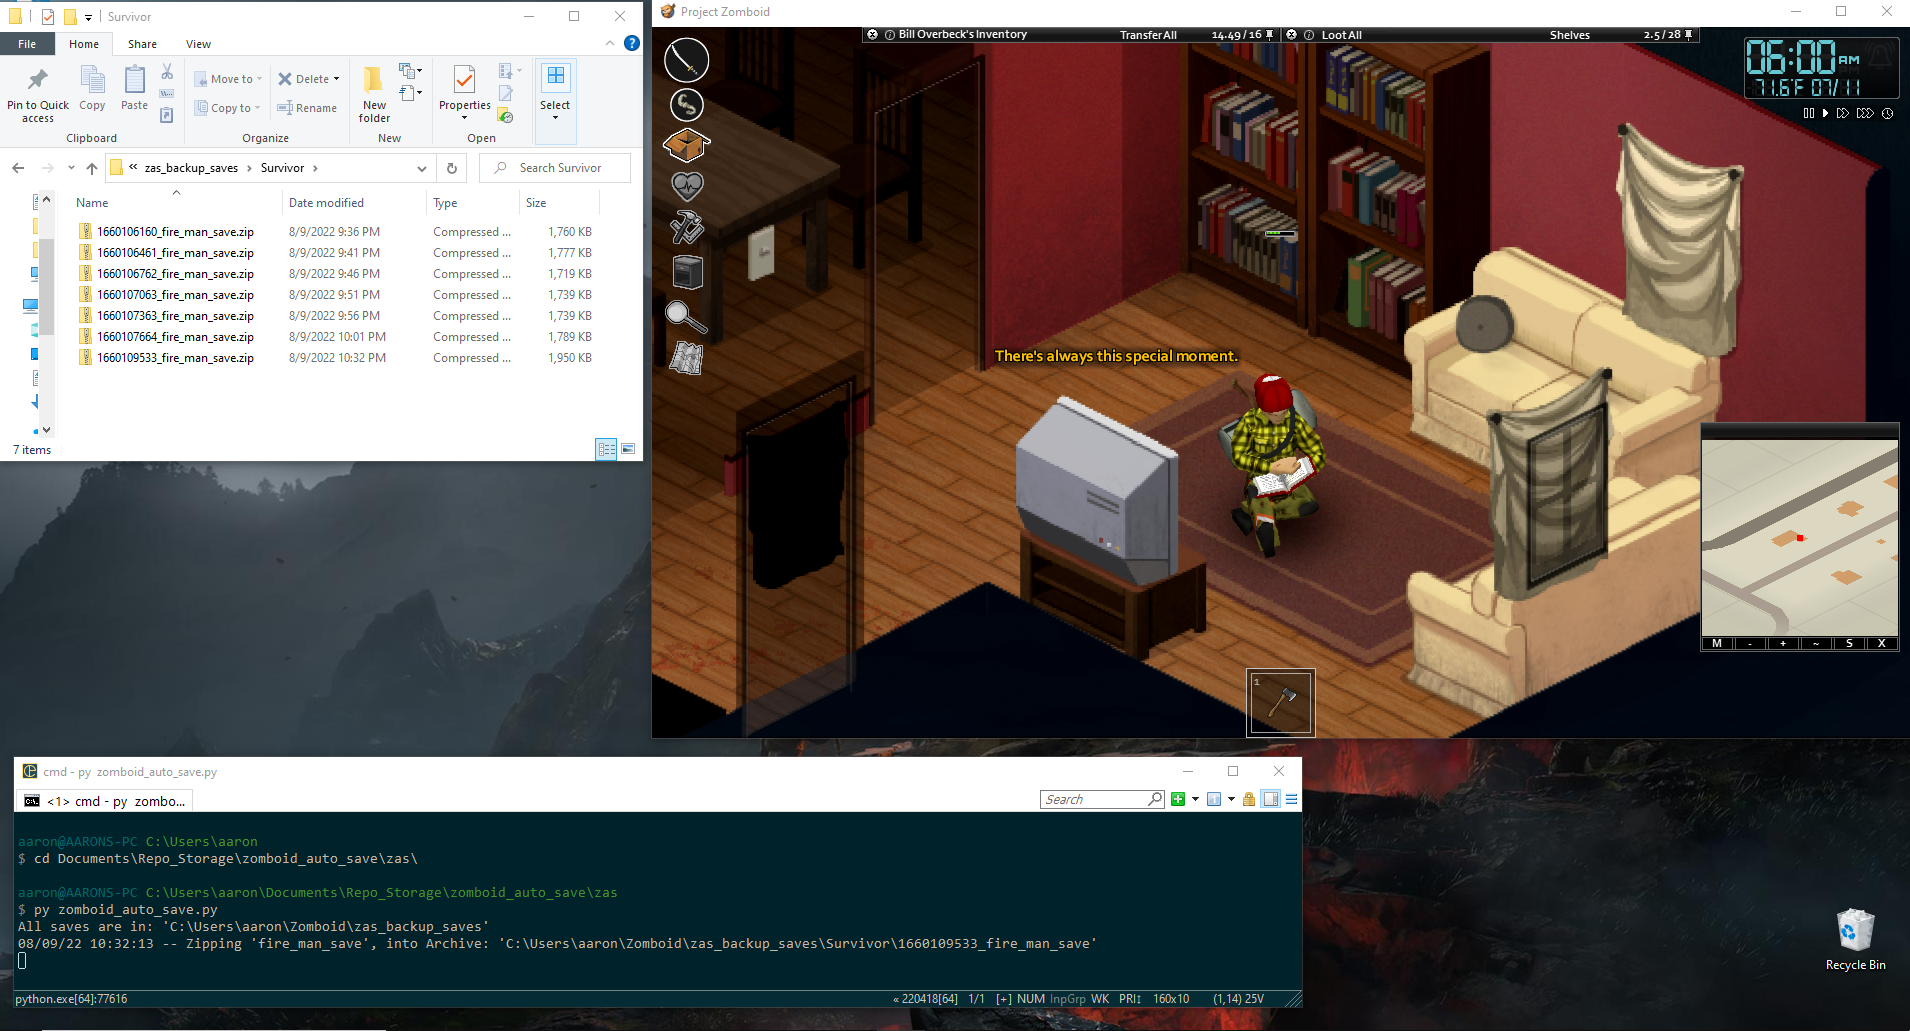 Survivor
File Home Share View
Pin to Quick access
Copy
Paste
Move to
Copy to
Delete
Rename
New folder
Properties
Select
Clipboard Organize New Open
« zas_backup_saves > Survivor >
Search Survivor
Name Date modified Type Size
1660106160_fire_man_save.zip 8/9/2022 9:36 PM Compressed ... 1,760 KB
1660106461_fire_man_save.zip 8/9/2022 9:41 PM Compressed ... 1,777 KB
1660106762_fire_man_save.zip 8/9/2022 9:46 PM Compressed ... 1,719 KB
1660107063_fire_man_save.zip 8/9/2022 9:51 PM Compressed ... 1,739 KB
1660107363_fire_man_save.zip 8/9/2022 9:56 PM Compressed ... 1,739 KB
1660107664_fire_man_save.zip 8/9/2022 10:01 PM Compressed ... 1,789 KB
1660109533_fire_man_save.zip 8/9/2022 10:32 PM Compressed ... 1,950 KB
7 items
Project Zomboid
Bill Overbeck's Inventory Transfer All 14.49 / 16
Loot All Shelves 2.5 / 28
06:00 AM
71.6°F 07/11
There's always this special moment.
M - + ~ S X
1
cmd - py zomboid_auto_save.py
<1> cmd - py zombo...
Search
aaron@AARONS-PC C:\Users\aaron
$ cd Documents\Repo_Storage\zomboid_auto_save\zas\
aaron@AARONS-PC C:\Users\aaron\Documents\Repo_Storage\zomboid_auto_save\zas
$ py zomboid_auto_save.py
All saves are in: 'C:\Users\aaron\Zomboid\zas_backup_saves'
08/09/22 10:32:13 -- Zipping 'fire_man_save', into Archive: 'C:\Users\aaron\Zomboid\zas_backup_saves\Survivor\1660109533_fire_man_save'
python.exe[64]:77616 « 220418[64] 1/1 [+] NUM InpGrp WK PRI↕ 160x10 (1,14) 25V
Recycle Bin